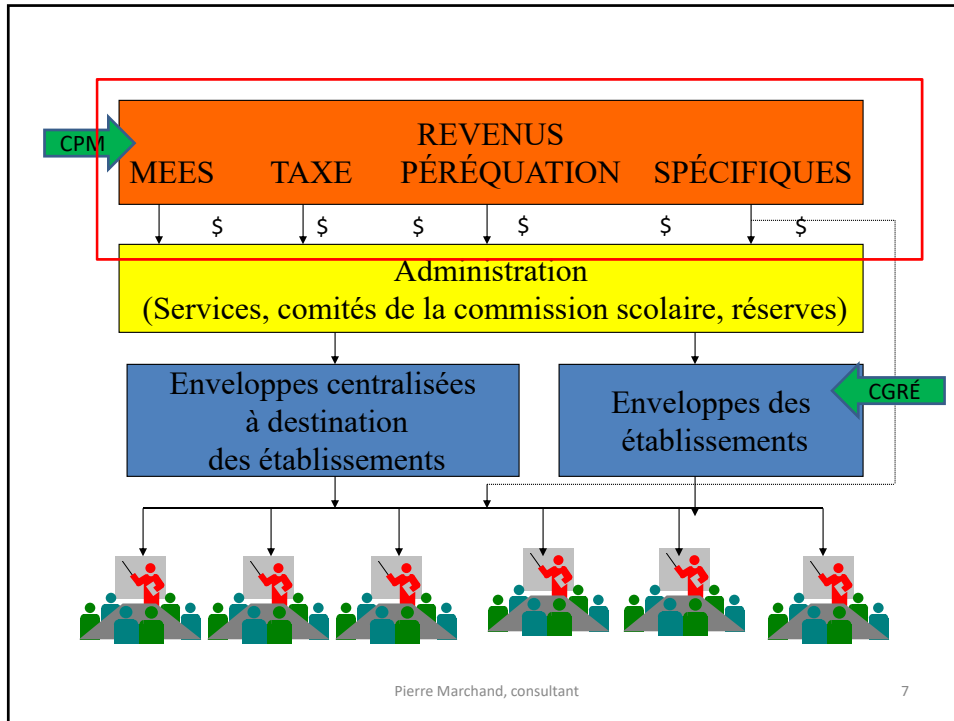 REVENUS
CPM
MEES TAXE PÉRÉQUATION SPÉCIFIQUES
$ $ $ $ $ $
Administration
(Services, comités de la commission scolaire, réserves)
Enveloppes centralisées
à destination
des établissements
Enveloppes des
établissements
CGRÉ
Pierre Marchand, consultant
7